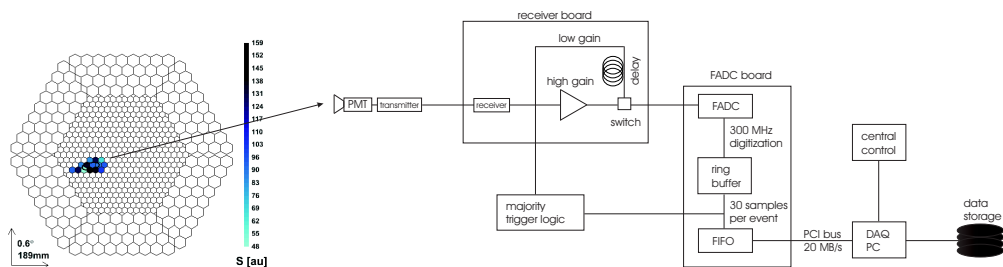 159
152
145
138
131
124
117
110
103
96
90
83
76
69
62
55
48
S [au]
0.6°
189mm
receiver board
low gain
delay
high gain
PMT
transmitter
receiver
switch
majority
trigger logic
FADC board
FADC
300 MHz
digitization
ring
buffer
30 samples
per event
FIFO
PCI bus
20 MB/s
central
control
DAQ
PC
data
storage